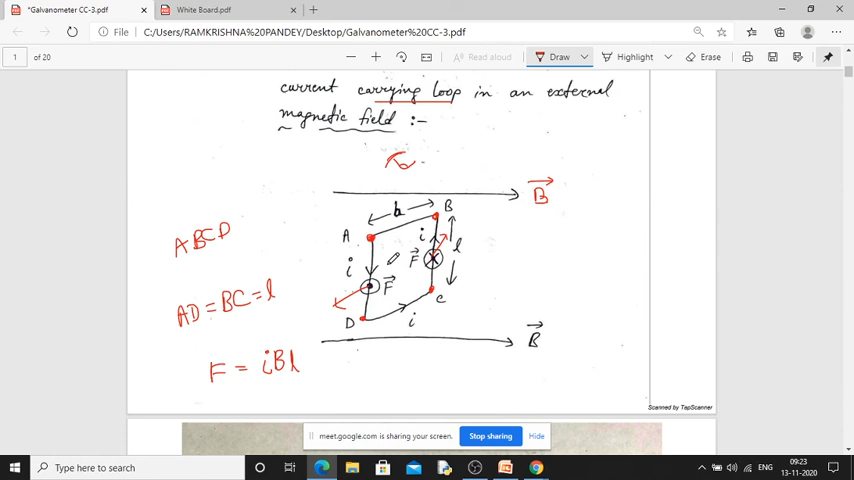 *Galvanometer CC-3.pdf
White Board.pdf
C:/Users/RAMKRISHNA%20PANDEY/Desktop/Galvanometer%20CC-3.pdf
1 of 20
Read aloud
Draw
Highlight
Erase
current carrying loop in an external
magnetic field :-
B
b
B
A
i
l
i
F
F
ABCD
AD = BC = l
C
D
i
B
F = iBl
Scanned by TapScanner
meet.google.com is sharing your screen.
Stop sharing
Hide
Type here to search
ENG
09:23
13-11-2020